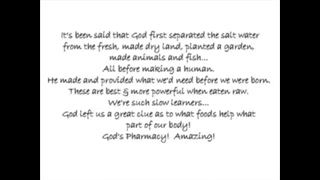 It's been said that God first separated the salt water
from the fresh, made dry land, planted a garden,
made animals and fish...
All before making a human.
He made and provided what we'd need before we were born.
These are best & more powerful when eaten raw.
We're such slow learners...
God left us a great clue as to what foods help what
part of our body!
God's Pharmacy! Amazing!